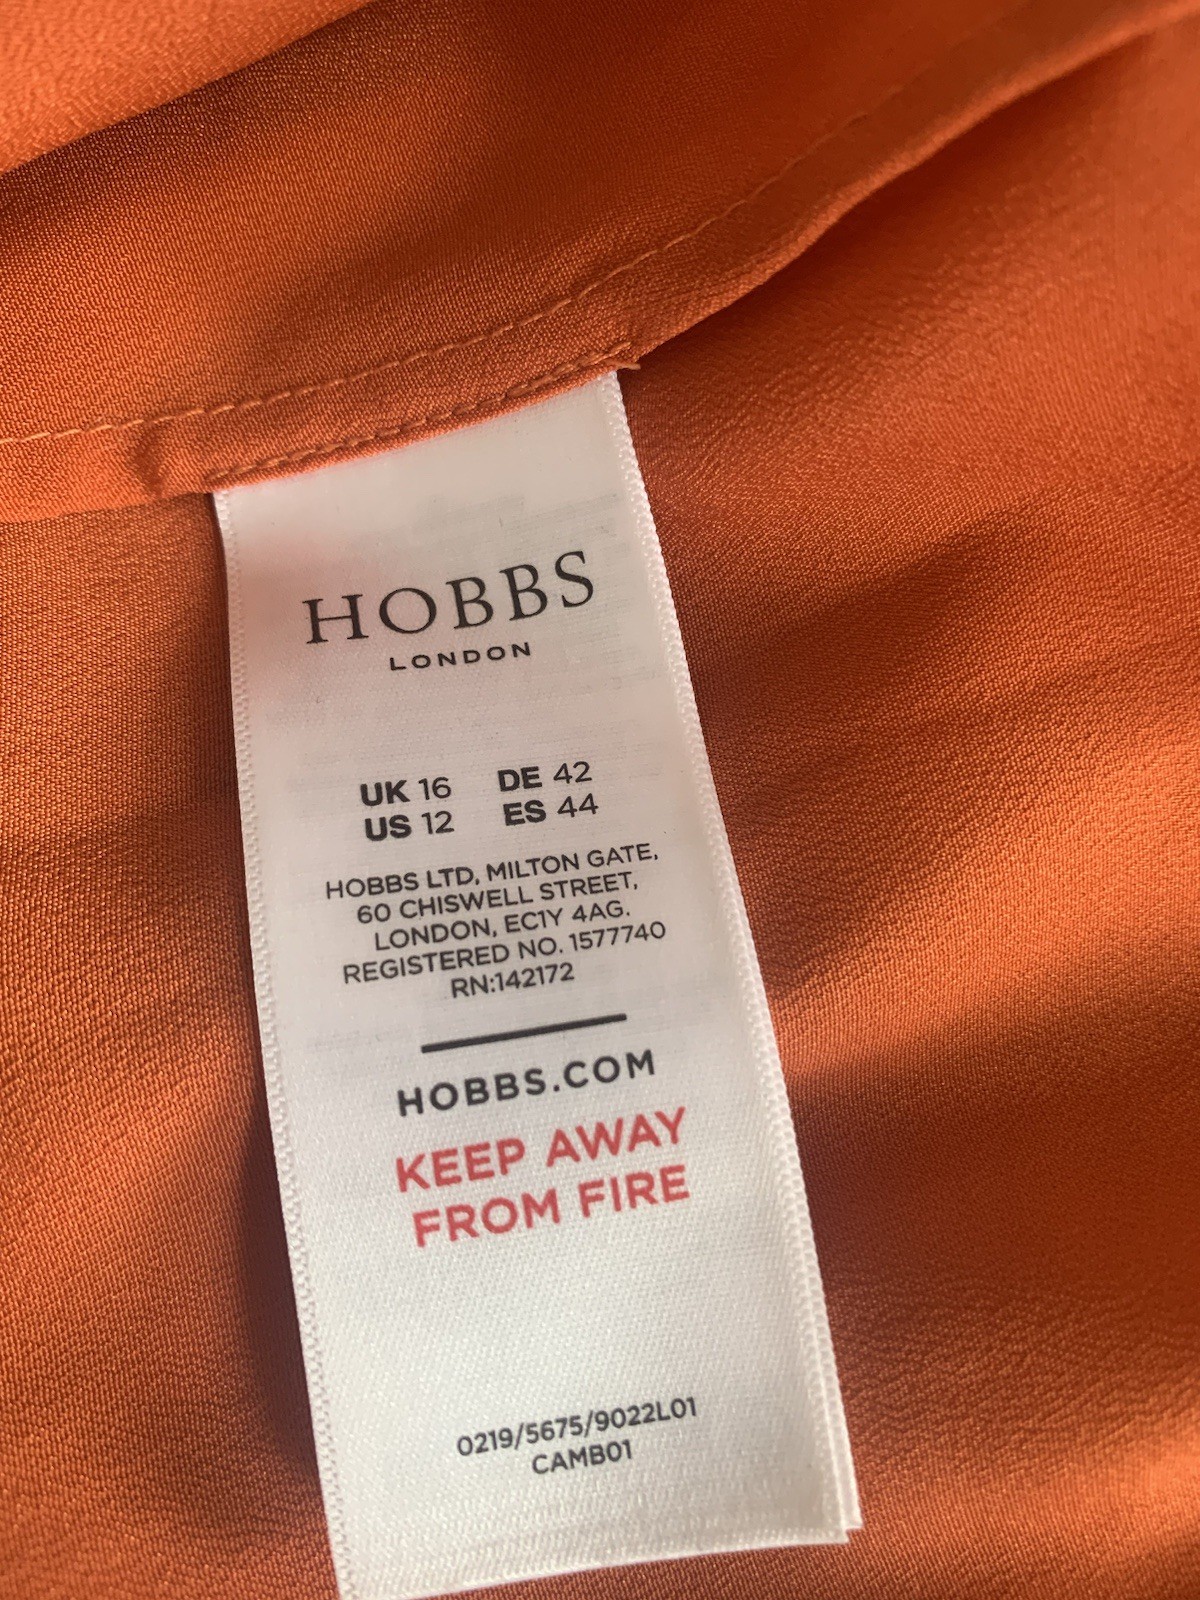 HOBBS
LONDON
UK 16 DE 42
US 12 ES 44
HOBBS LTD, MILTON GATE,
60 CHISWELL STREET,
LONDON, EC1Y 4AG.
REGISTERED NO. 1577740
RN:142172
HOBBS.COM
KEEP AWAY
FROM FIRE
0219/5675/9022L01
CAMB01